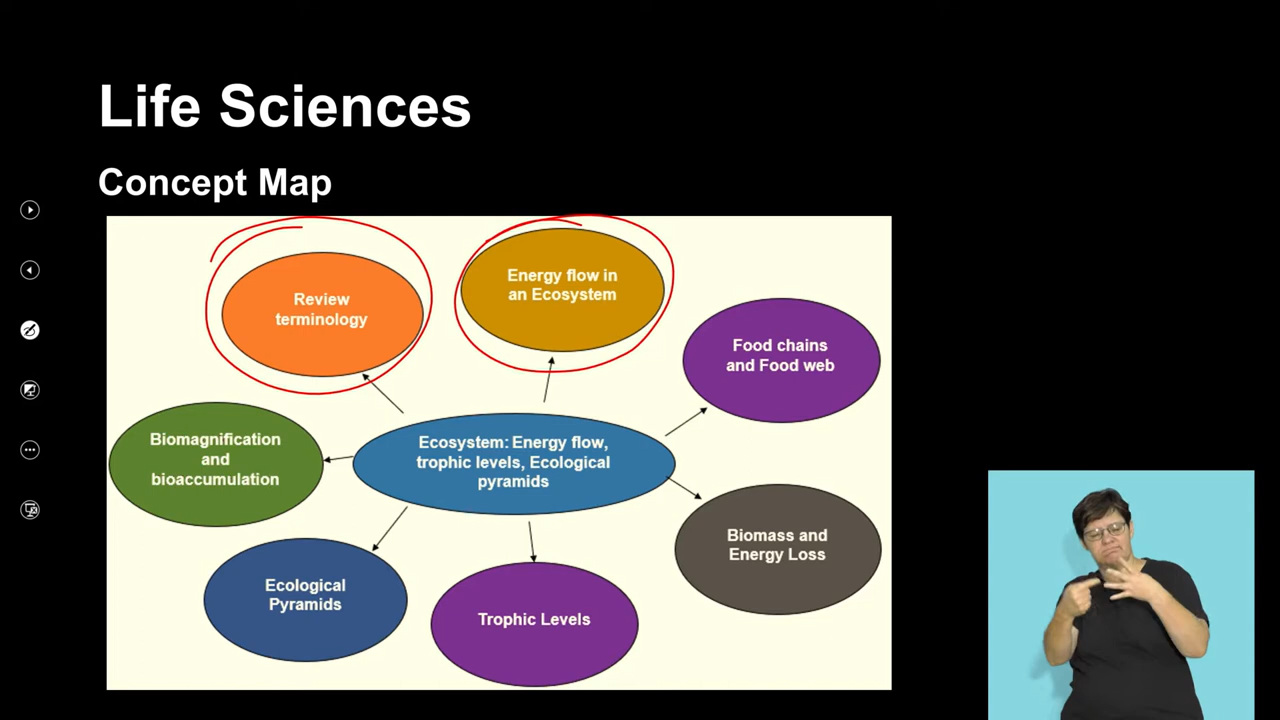 Life Sciences
Concept Map
Review
terminology
Energy flow in
an Ecosystem
Food chains
and Food web
Biomagnification
and
bioaccumulation
Ecosystem: Energy flow,
trophic levels, Ecological
pyramids
Biomass and
Energy Loss
Ecological
Pyramids
Trophic Levels